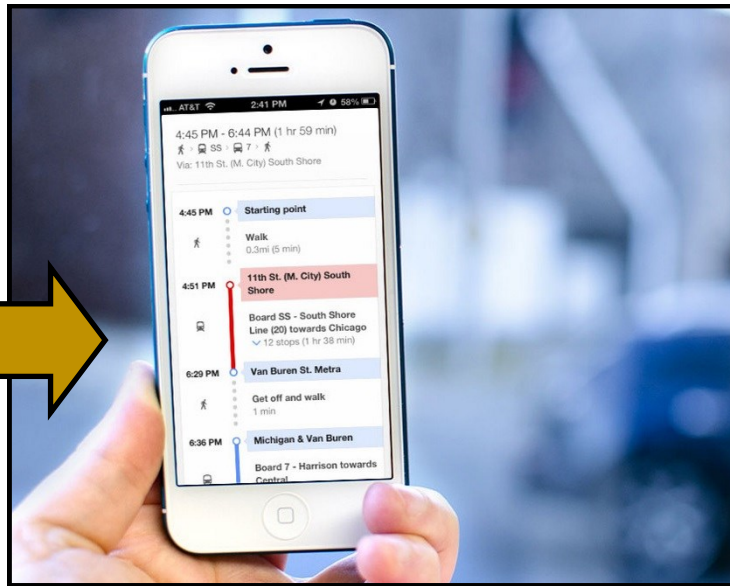 AT&T 2:41 PM 58%
4:45 PM - 6:44 PM (1 hr 59 min)
SS 7
Via: 11th St. (M. City) South Shore
4:45 PM Starting point
Walk
0.3mi (5 min)
4:51 PM 11th St. (M. City) South
Shore
Board SS - South Shore
Line (20) towards Chicago
12 stops (1 hr 38 min)
6:29 PM Van Buren St. Metra
Get off and walk
1 min
6:36 PM Michigan & Van Buren
Board 7 - Harrison towards
Central